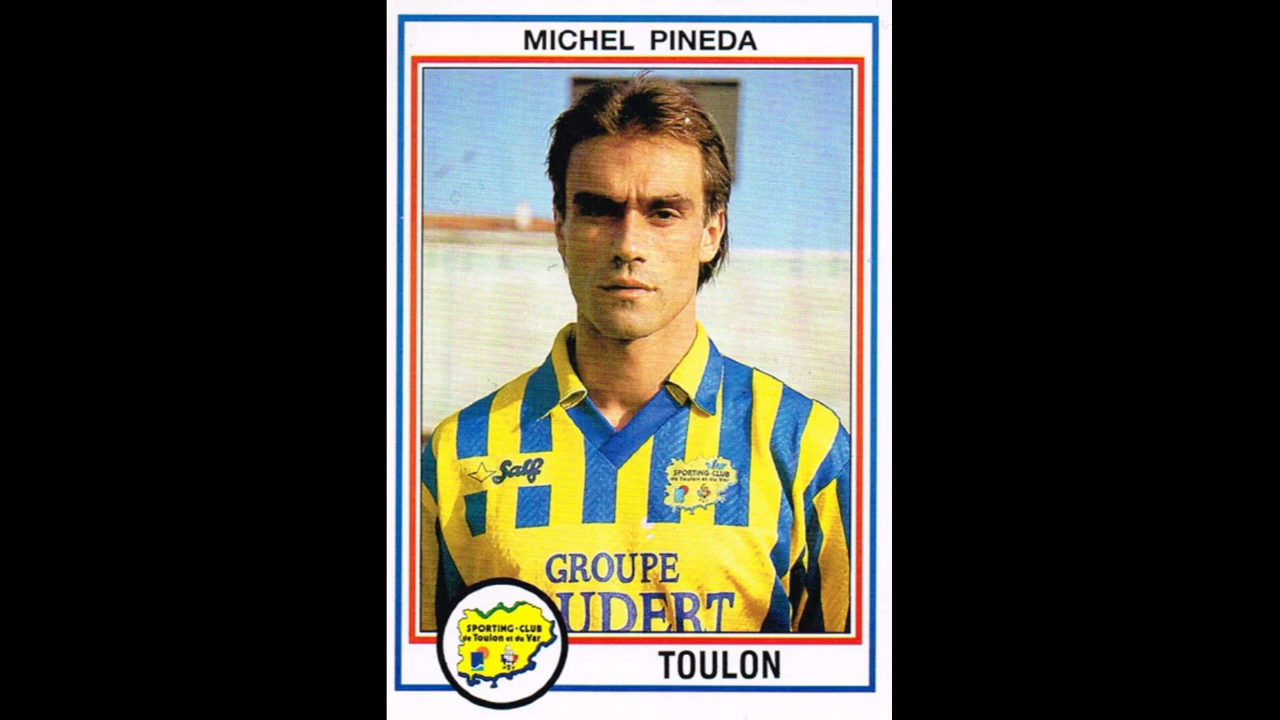 MICHEL PINEDA
Salf
SPORTING-CLUB
de Toulon et du Var
GROUPE
UDERT
SPORTING-CLUB
de Toulon et du Var
TOULON